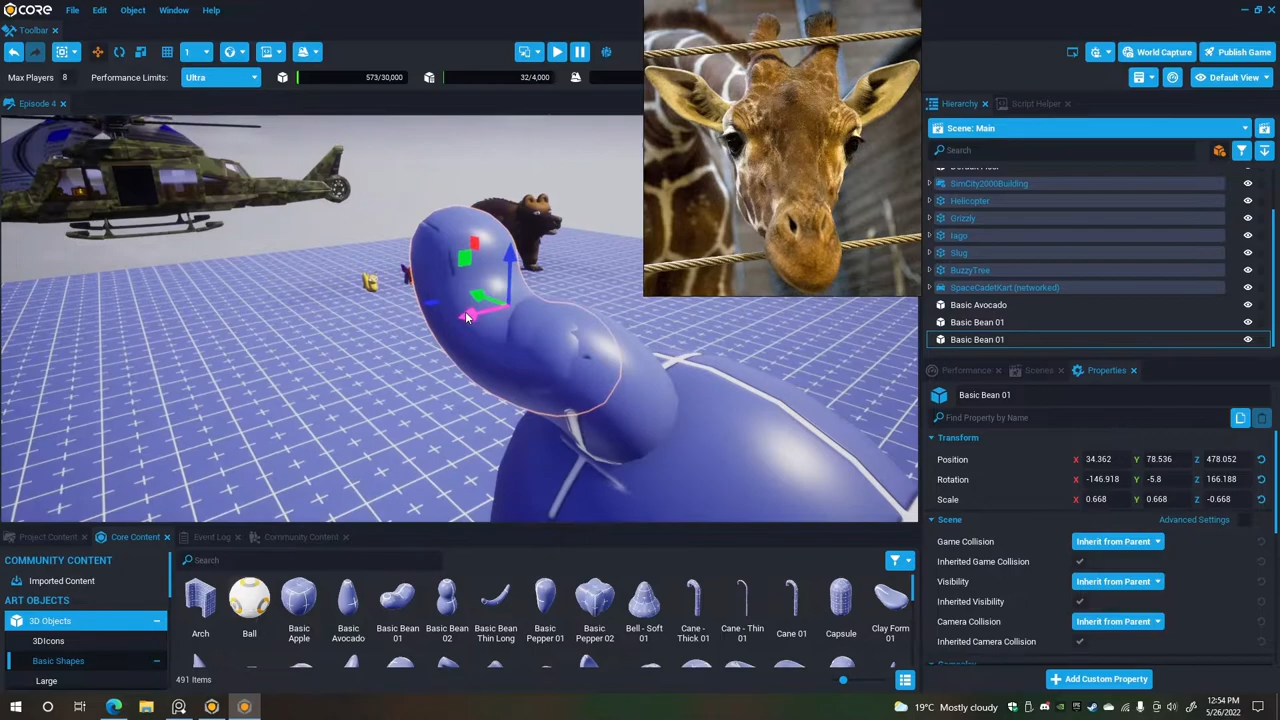 CORE File Edit Object Window Help
Toolbar
1
World Capture Publish Game
Max Players 8 Performance Limits: Ultra 573/30,000 32/4,000
Default View
Episode 4
Hierarchy Script Helper
Scene: Main
Search
SimCity2000Building
Helicopter
Grizzly
Iago
Slug
BuzzyTree
SpaceCadetKart (networked)
Basic Avocado
Basic Bean 01
Basic Bean 01
Performance Scenes Properties
Basic Bean 01
Find Property by Name
Transform
Position X 34.362 Y 78.536 Z 478.052
Rotation X -146.918 Y -5.8 Z 166.188
Scale X 0.668 Y 0.668 Z -0.668
Scene Advanced Settings
Game Collision Inherit from Parent
Inherited Game Collision
Visibility Inherit from Parent
Inherited Visibility
Camera Collision Inherit from Parent
Inherited Camera Collision
Add Custom Property
Project Content Core Content Event Log Community Content
COMMUNITY CONTENT
Imported Content
ART OBJECTS
3D Objects
3DIcons
Basic Shapes
Large
Search
Arch
Ball
Basic Apple
Basic Avocado
Basic Bean 01
Basic Bean 02
Basic Bean Thin Long
Basic Pepper 01
Basic Pepper 02
Bell - Soft 01
Cane - Thick 01
Cane - Thin 01
Cane 01
Capsule
Clay Form 01
491 Items
19°C Mostly cloudy
12:54 PM
5/26/2022